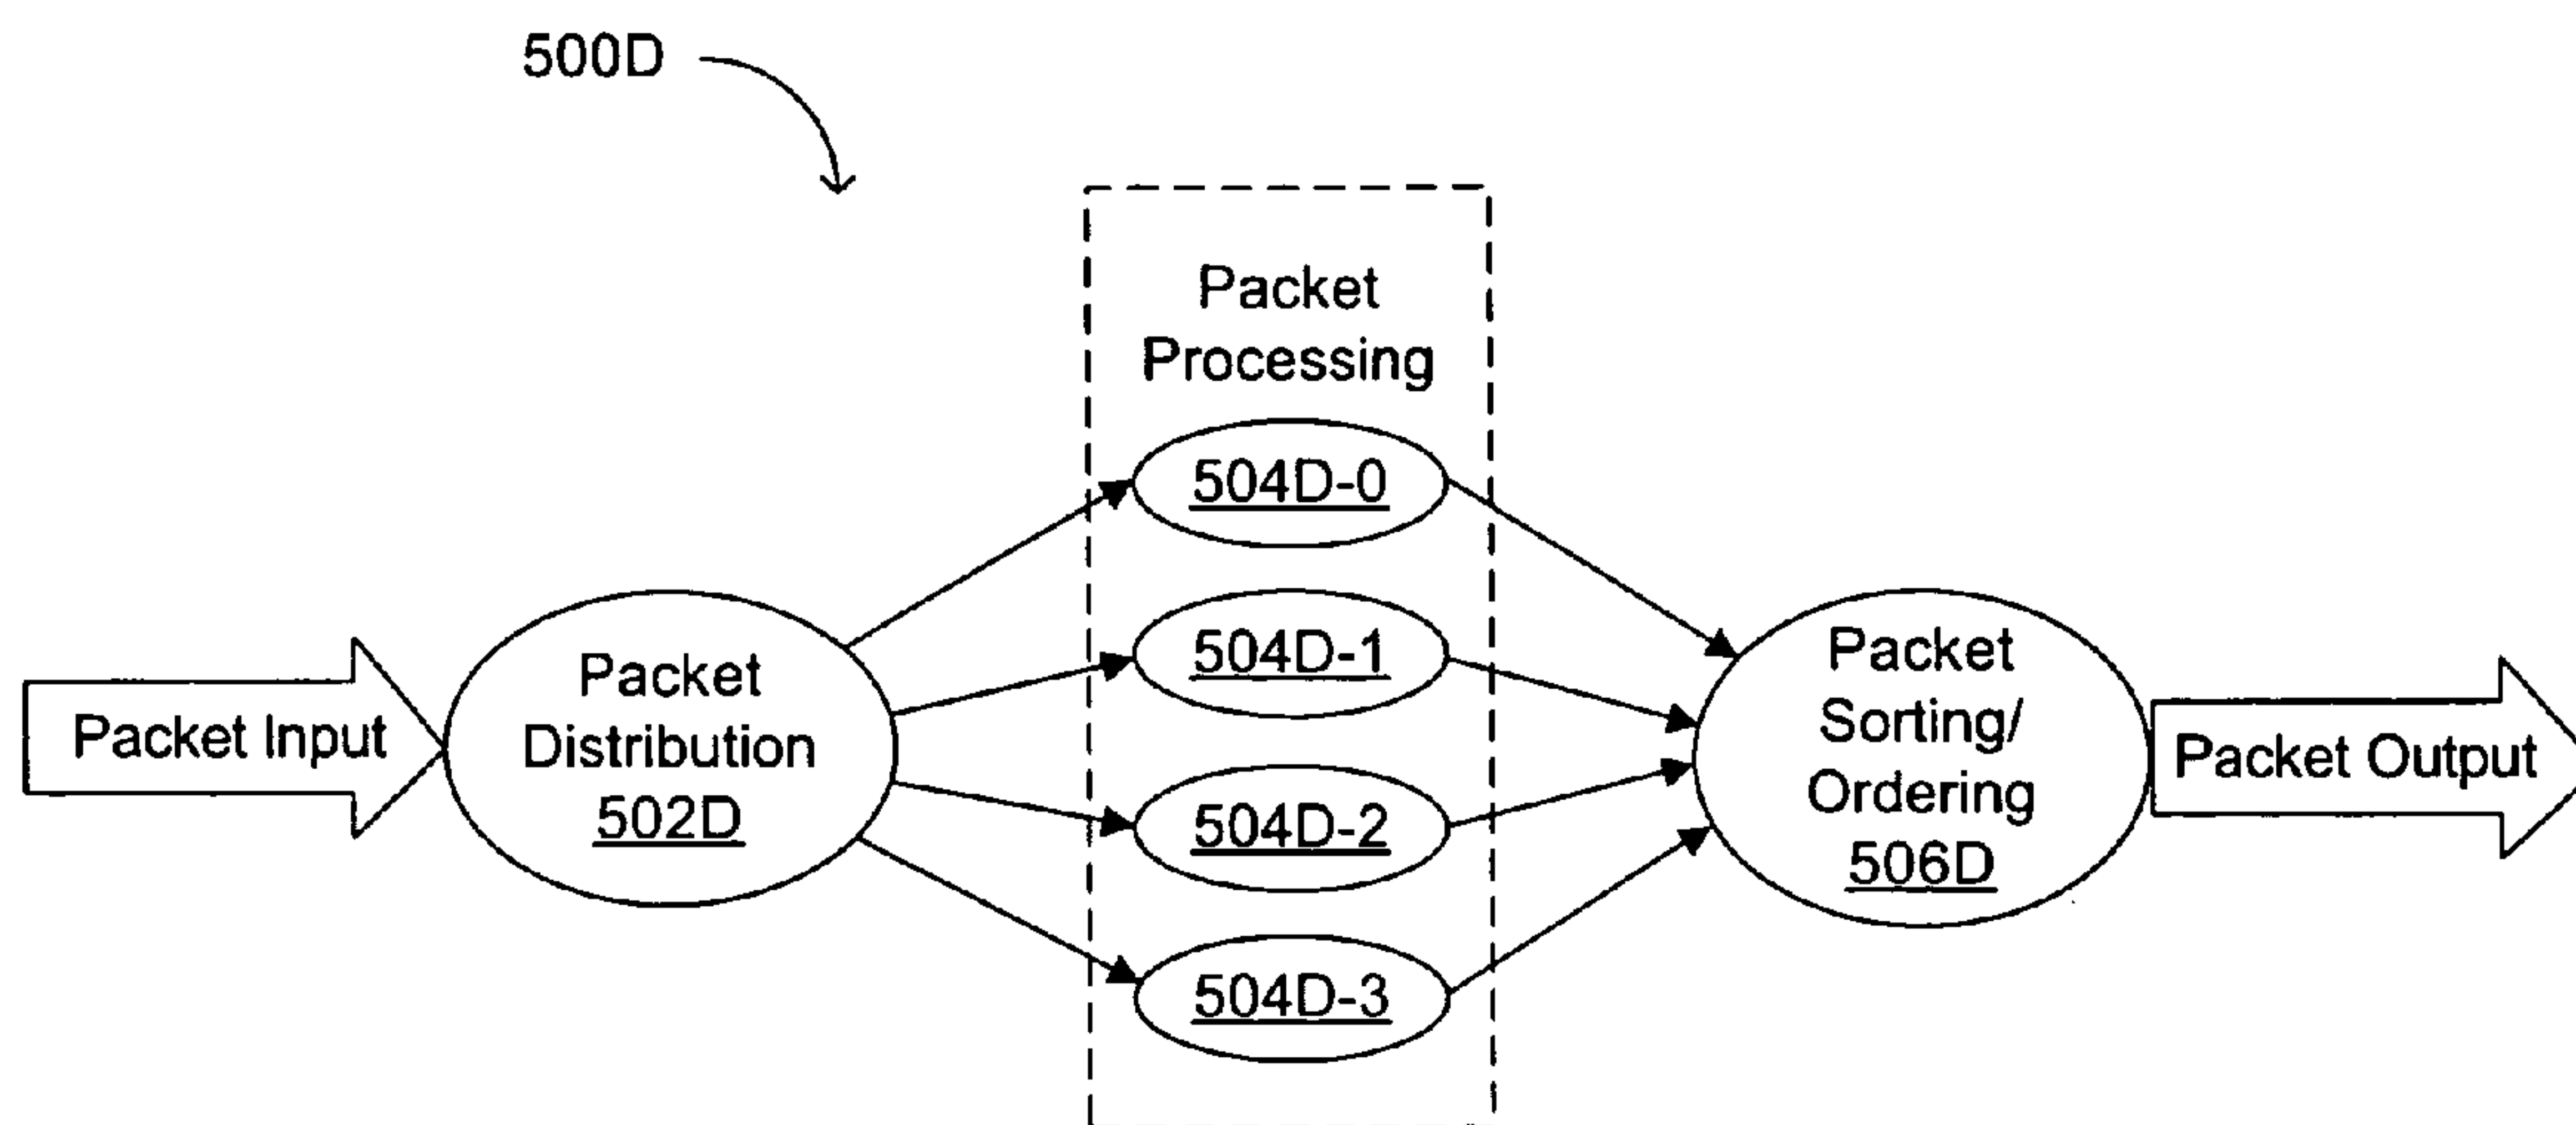 500D
Packet
Processing
504D-0
504D-1
504D-2
504D-3
Packet Input
Packet
Distribution
502D
Packet
Sorting/
Ordering
506D
Packet Output